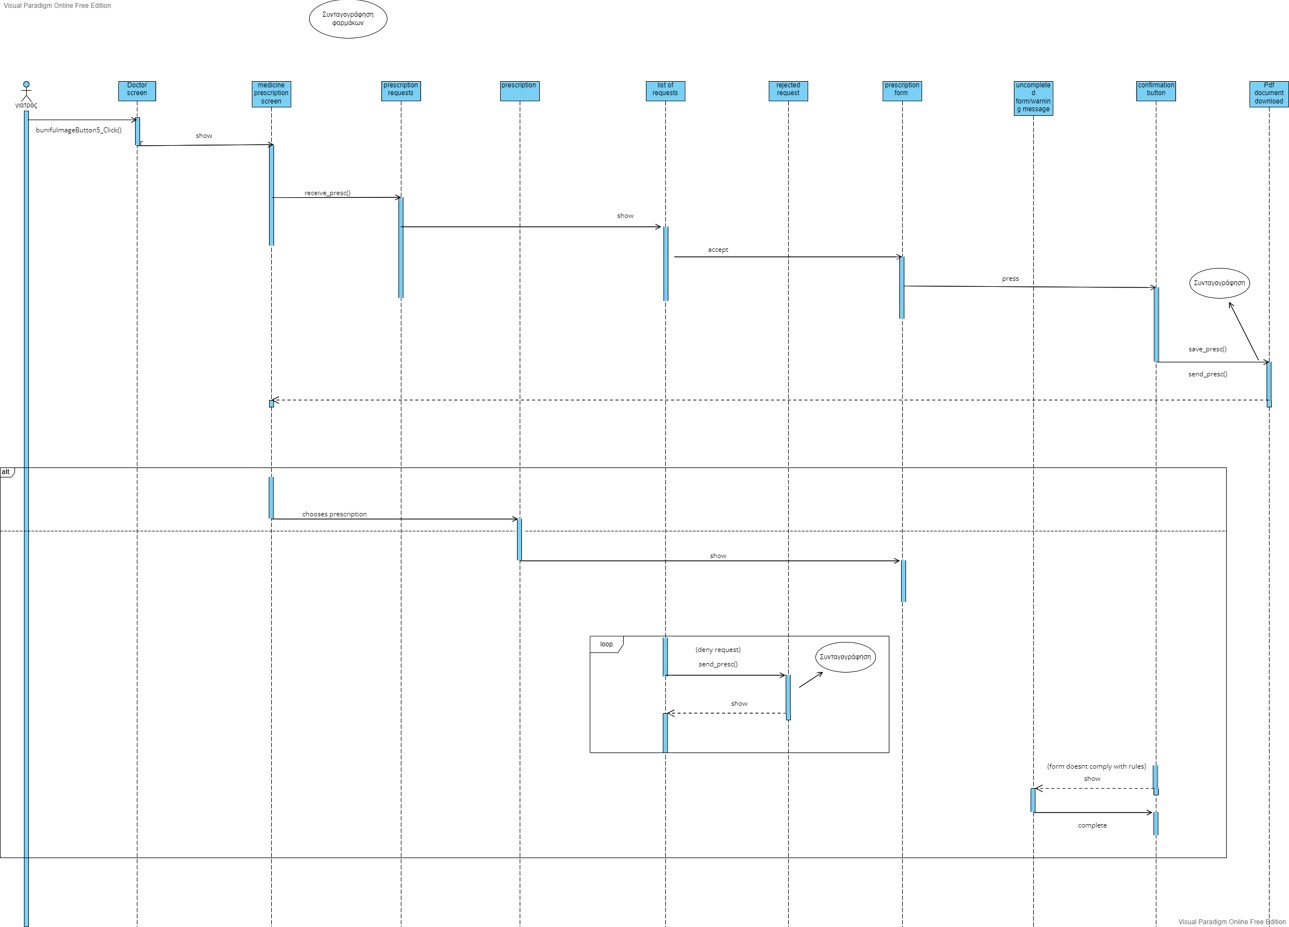 Visual Paradigm Online Free Edition
Συνταγογράφηση
φαρμάκων
γιατρος
Doctor
screen
medicine
prescription
screen
prescription
requests
prescription
list of
requests
rejected
request
prescription
form
uncomplete
d
form/warnin
g message
confirmation
button
Pdf
document
download
bunifuImageButton5_Click()
show
receive_presc()
show
accept
press
Συνταγογράφηση
save_presc()
send_presc()
alt
chooses prescription
show
loop
(deny request)
send_presc()
Συνταγογράφηση
show
(form doesnt comply with rules)
show
complete
Visual Paradigm Online Free Edition